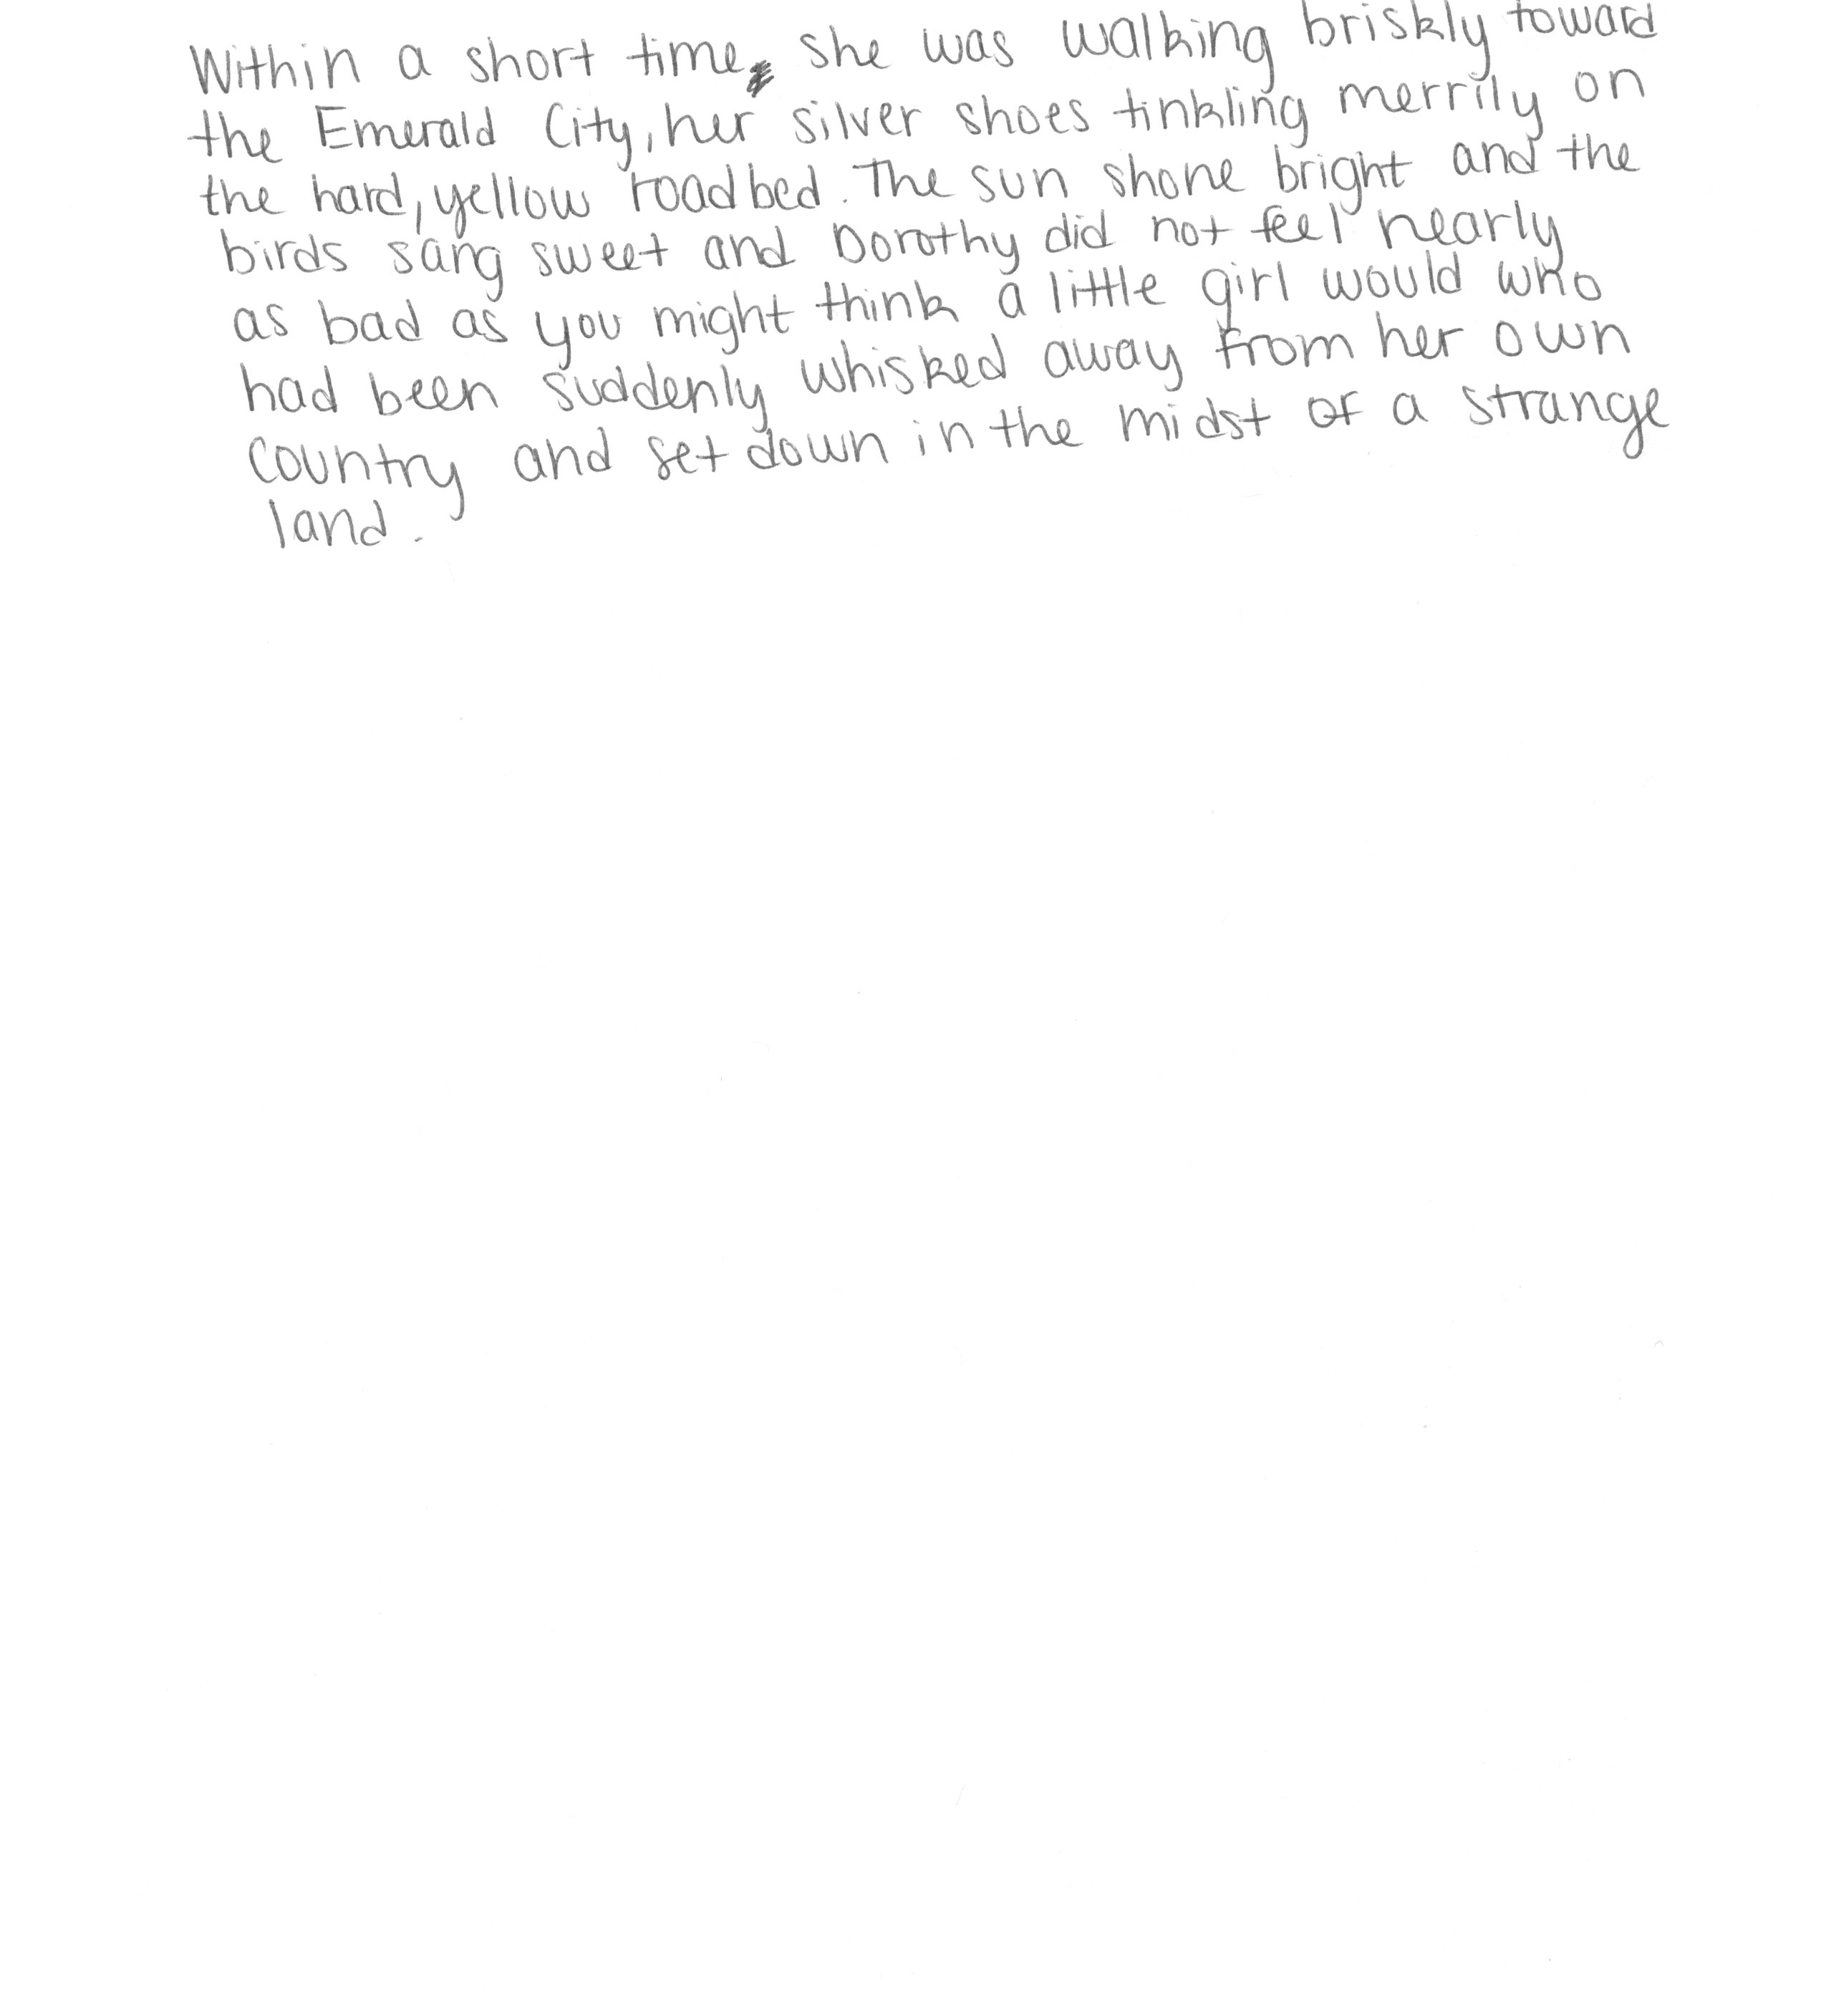 Within a short time she was walking briskly toward
the Emerald City, her silver shoes tinkling merrily on
the hard, yellow roadbed. The sun shone bright and the
birds sang sweet and Dorothy did not feel nearly
as bad as you might think a little girl would who
had been suddenly whisked away from her own
country and set down in the midst of a strange
land.